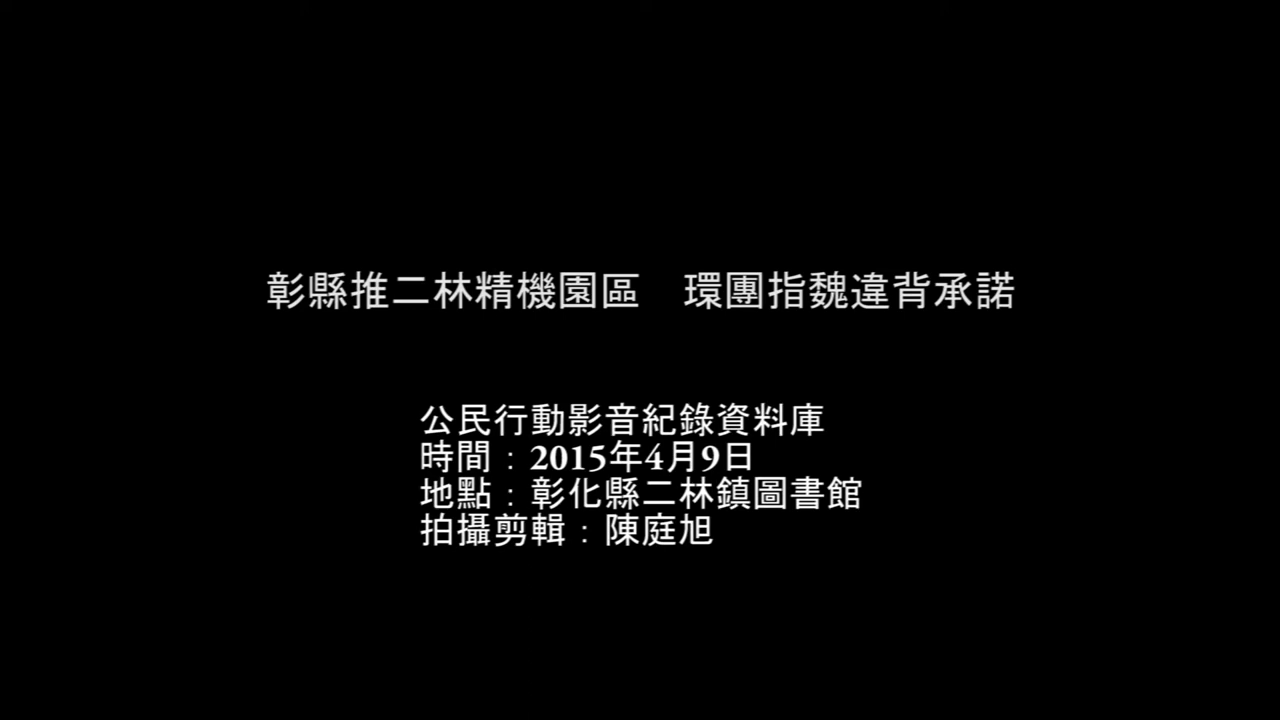 彰縣推二林精機園區　環團指魏違背承諾
公民行動影音紀錄資料庫
時間：2015年4月9日
地點：彰化縣二林鎮圖書館
拍攝剪輯：陳庭旭